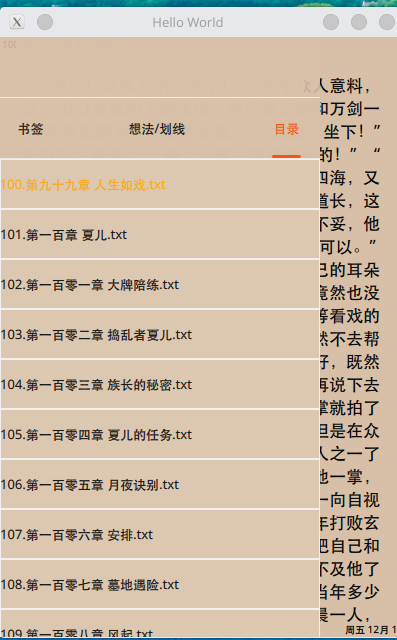 Hello World
书签 想法/划线 目录
100.第九十九章 人生如戏.txt
101.第一百章 夏儿.txt
102.第一百零一章 大牌陪练.txt
103.第一百零二章 捣乱者夏儿.txt
104.第一百零三章 族长的秘密.txt
105.第一百零四章 夏儿的任务.txt
106.第一百零五章 月夜诀别.txt
107.第一百零六章 安排.txt
108.第一百零七章 墓地遇险.txt
109.第一百零八章 风起.txt
人意料，
和万剑一
坐下！”
的！” “
四海，又
道长，这
不妥，他
可以。”
己的耳朵
竟然也没
等看戏的
然不去帮
好，既然
再说下去
掌就拍了
但是在众
人之一了
他一掌，
一向自视
年打败玄
把自己和
不及他了
当年多少
晨一人，
周五 12月 1